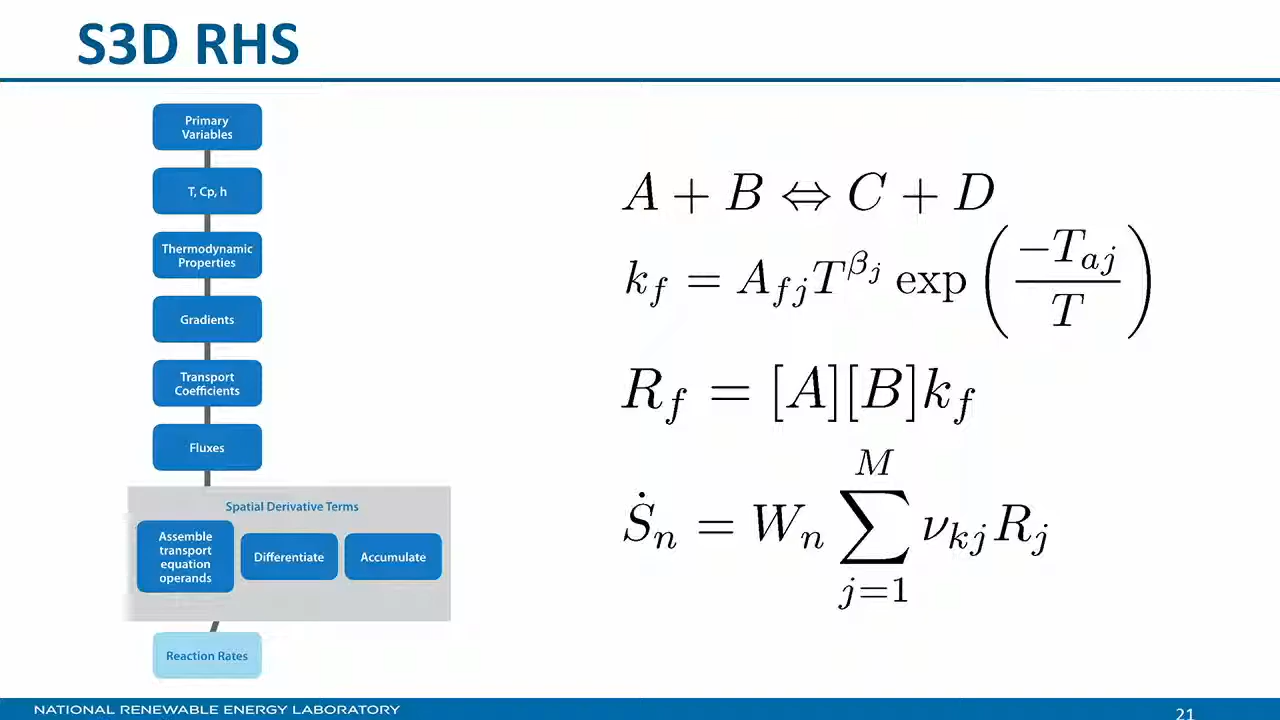 S3D RHS
Primary
Variables
T, Cp, h
Thermodynamic
Properties
Gradients
Transport
Coefficients
Fluxes
Spatial Derivative Terms
Assemble
transport
equation
operands
Differentiate
Accumulate
Reaction Rates
A + B ⇔ C + D
k_f = A_{fj} T^{β_j} exp(−T_{aj} / T)
R_f = [A][B]k_f
Ṡ_n = W_n ∑_{j=1}^{M} ν_{kj} R_j
NATIONAL RENEWABLE ENERGY LABORATORY
21